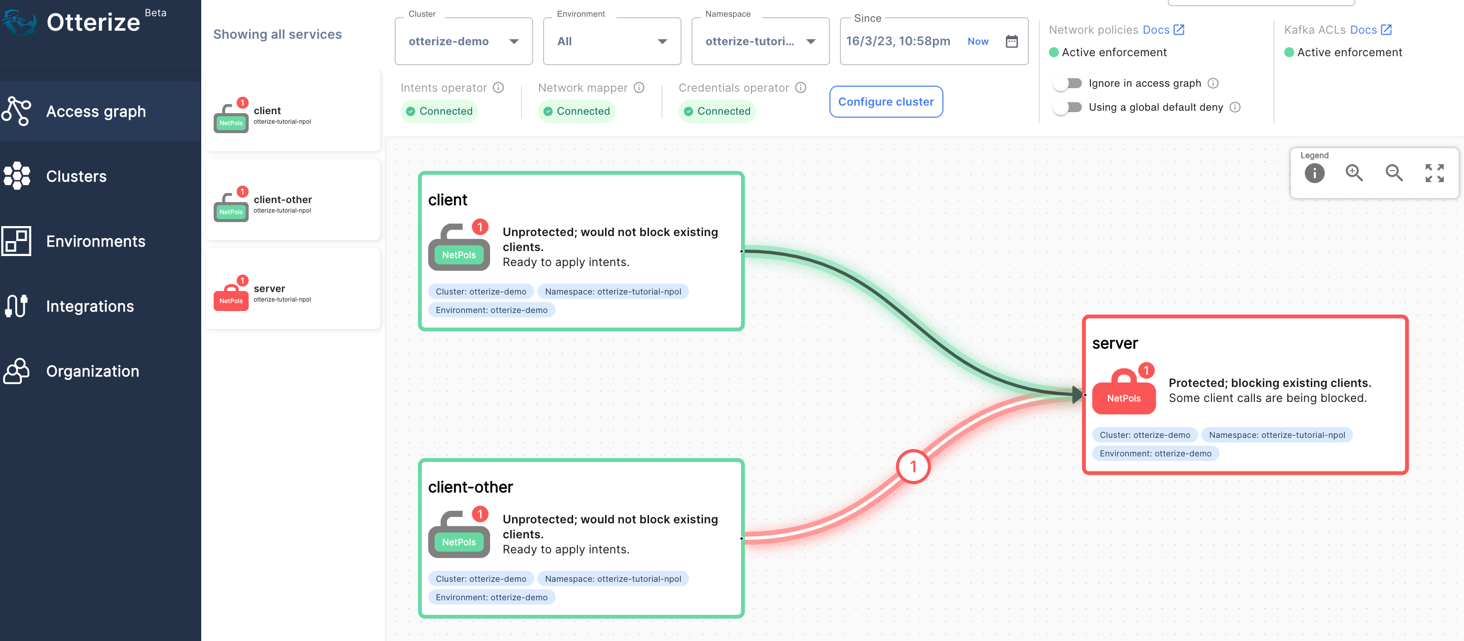 Otterize Beta
Access graph
Clusters
Environments
Integrations
Organization
Showing all services
1
NetPols
client
otterize-tutorial-npol
1
NetPols
client-other
otterize-tutorial-npol
1
NetPols
server
otterize-tutorial-npol
Cluster
otterize-demo
Environment
All
Namespace
otterize-tutori...
Since
16/3/23, 10:58pm
Now
Intents operator
Connected
Network mapper
Connected
Credentials operator
Connected
Configure cluster
Network policies Docs
Active enforcement
Ignore in access graph
Using a global default deny
Kafka ACLs Docs
Active enforcement
Legend
client
1
NetPols
Unprotected; would not block existing
clients.
Ready to apply intents.
Cluster: otterize-demo
Namespace: otterize-tutorial-npol
Environment: otterize-demo
client-other
1
NetPols
Unprotected; would not block existing
clients.
Ready to apply intents.
Cluster: otterize-demo
Namespace: otterize-tutorial-npol
Environment: otterize-demo
1
server
1
NetPols
Protected; blocking existing clients.
Some client calls are being blocked.
Cluster: otterize-demo
Namespace: otterize-tutorial-npol
Environment: otterize-demo